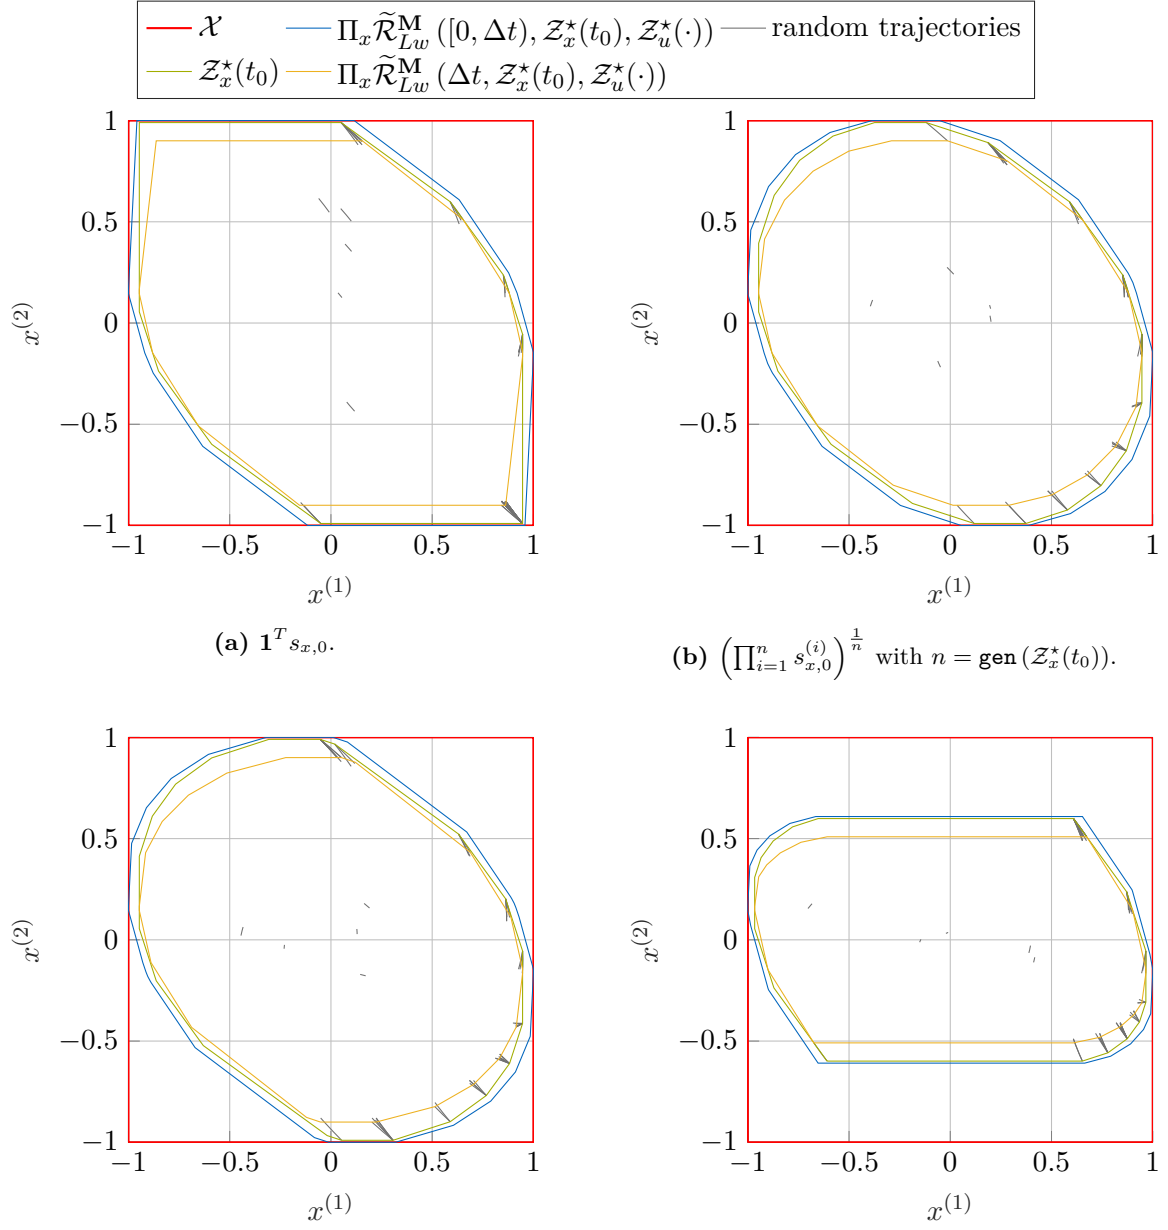 𝒳 Π_x ℛ̃^𝐌_{Lw} ([0, Δt), 𝒵*_x(t_0), 𝒵*_u(·)) random trajectories
𝒵*_x(t_0) Π_x ℛ̃^𝐌_{Lw} (Δt, 𝒵*_x(t_0), 𝒵*_u(·))
1 1
0.5 0.5
x^{(2)} 0 x^{(2)} 0
−0.5 −0.5
−1 −1
−1 −0.5 0 0.5 1 −1 −0.5 0 0.5 1
x^{(1)} x^{(1)}
(a) 𝟏^T s_{x,0}.
(b) (∏_{i=1}^n s_{x,0}^{(i)})^{1/n} with n = gen (𝒵*_x(t_0)).
1 1
0.5 0.5
x^{(2)} 0 x^{(2)} 0
−0.5 −0.5
−1 −1
−1 −0.5 0 0.5 1 −1 −0.5 0 0.5 1
x^{(1)} x^{(1)}